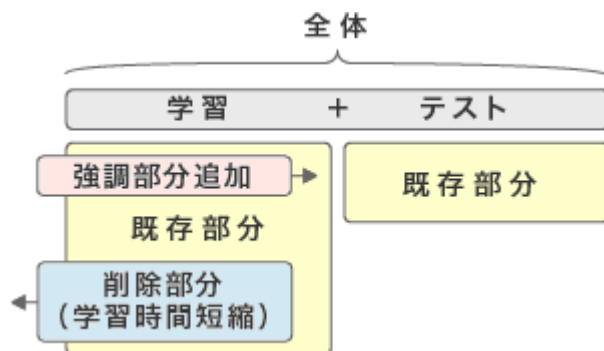 全体
学習 + テスト
強調部分追加
既存部分
既存部分
削除部分
(学習時間短縮)